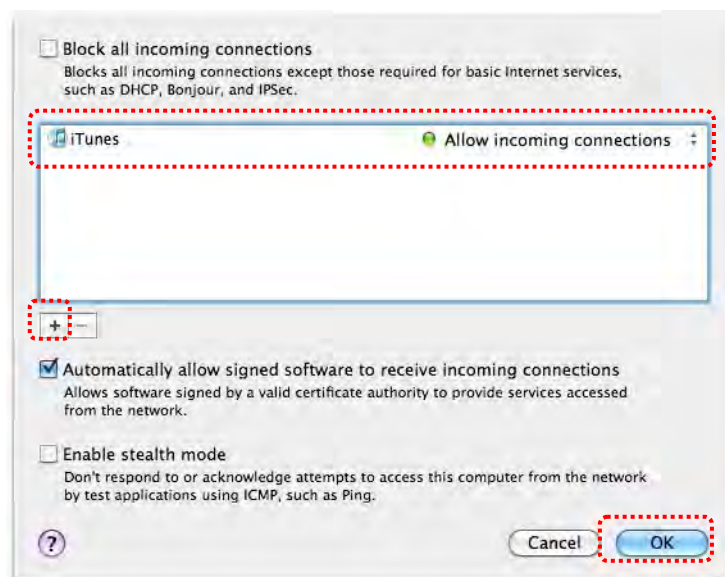 Block all incoming connections
Blocks all incoming connections except those required for basic Internet services,
such as DHCP, Bonjour, and IPSec.
iTunes Allow incoming connections
+ −
Automatically allow signed software to receive incoming connections
Allows software signed by a valid certificate authority to provide services accessed
from the network.
Enable stealth mode
Don't respond to or acknowledge attempts to access this computer from the network
by test applications using ICMP, such as Ping.
? Cancel OK